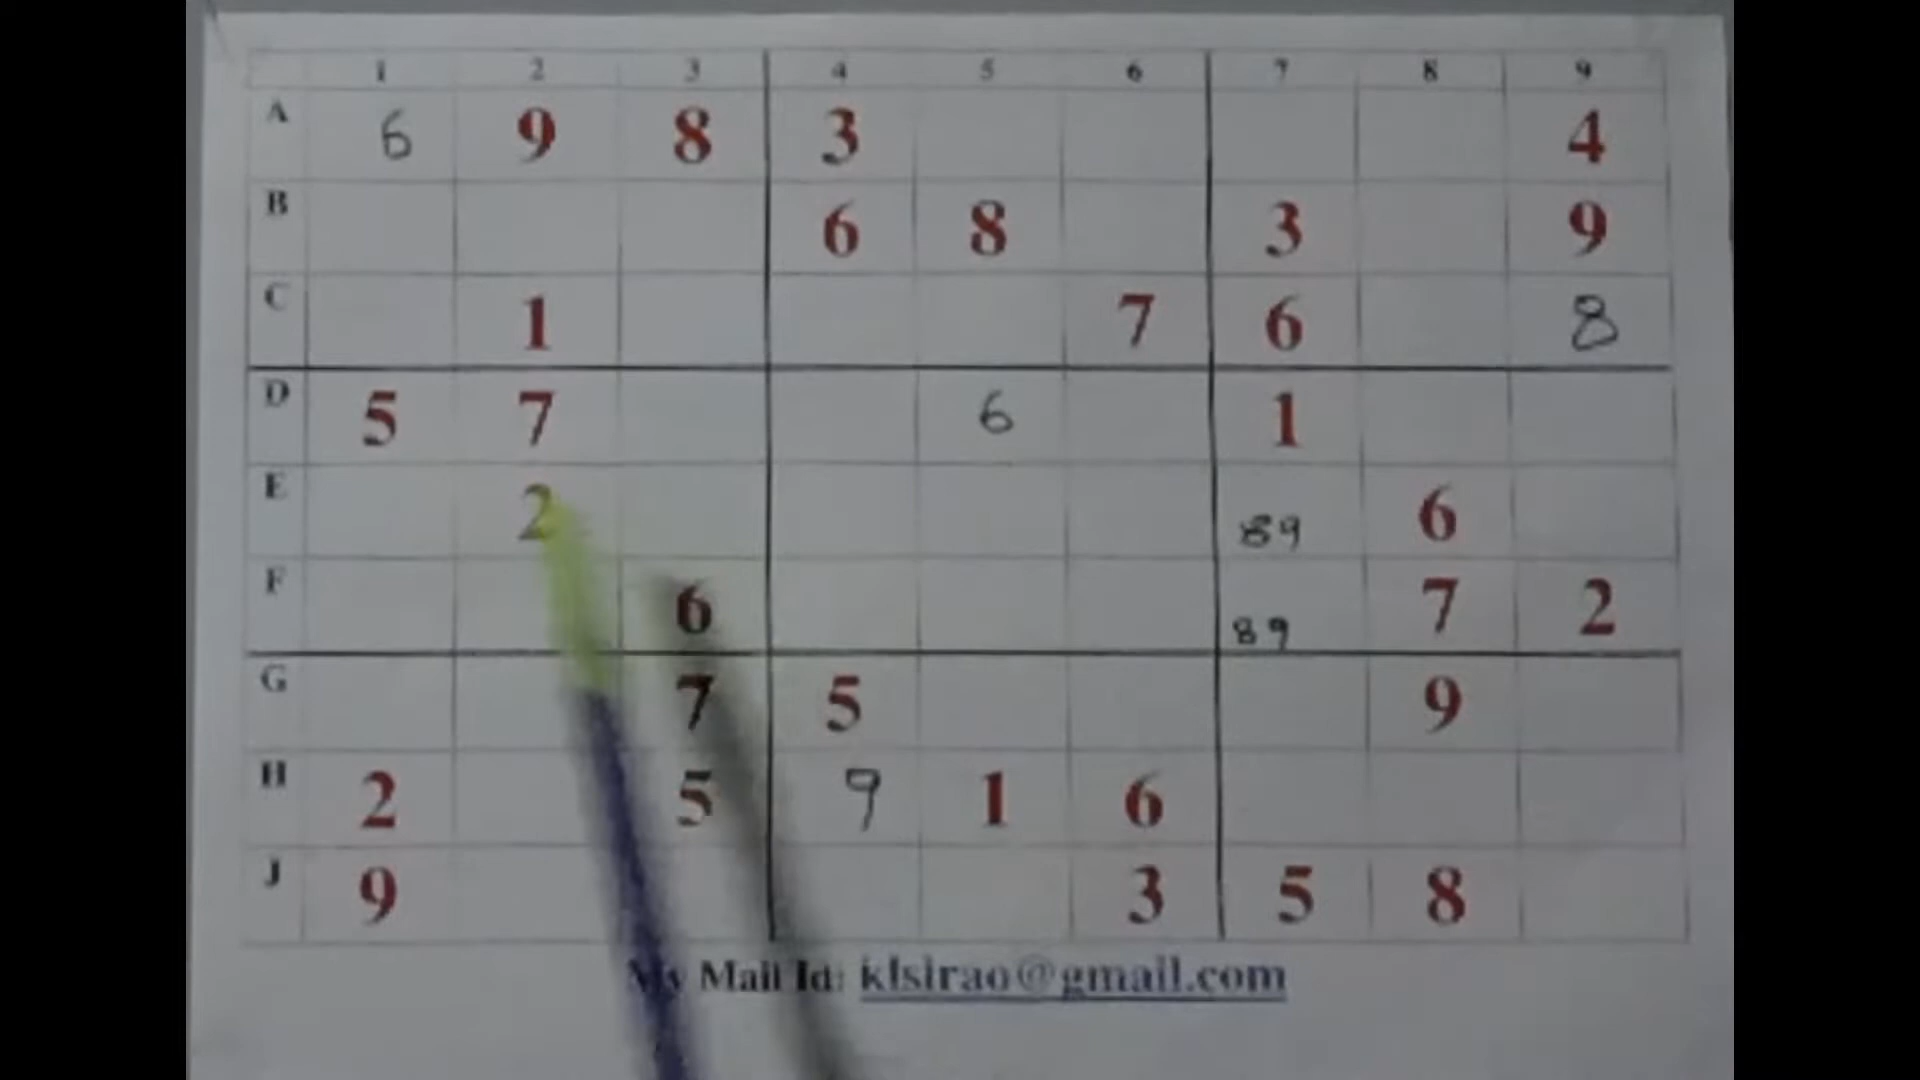 1 2 3 4 5 6 7 8 9
A 6 9 8 3 4
B 6 8 3 9
C 1 7 6 8
D 5 7 6 1
E 2 89 6
F 6 89 7 2
G 7 5 9
H 2 5 9 1 6
J 9 3 5 8
My Mail Id: klsirao@gmail.com